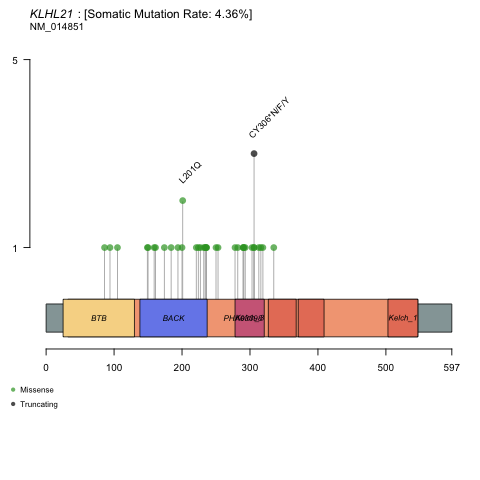 KLHL21 : [Somatic Mutation Rate: 4.36%]
NM_014851
5
CY306*N/F/Y
L201Q
1
BTB
BACK
Kelch_1
0
100
200
300
400
500
597
Missense
Truncating